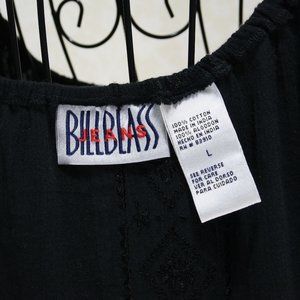 BILLBLASS
JEANS
100% COTTON
MADE IN INDIA
100% ALGODON
HECHO EN INDIA
RN # 83910
L
SEE REVERSE
FOR CARE
VER AL DORSO
PARA CUIDADO